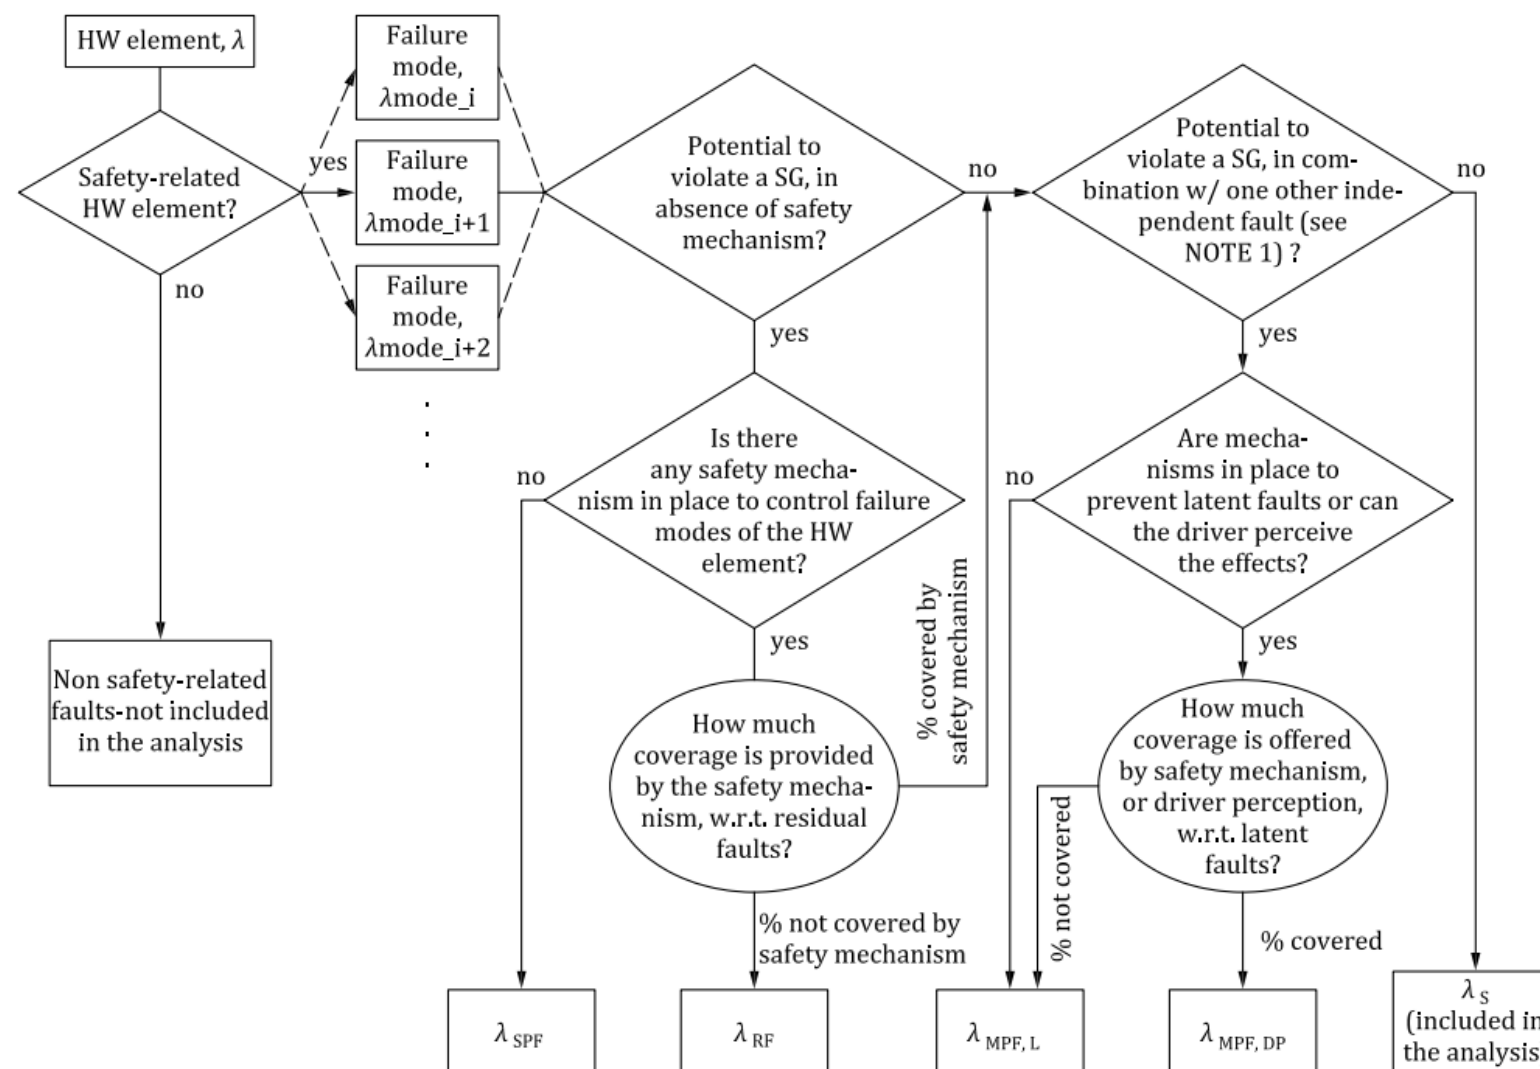 HW element, λ
Safety-related
HW element?
yes
no
Non safety-related
faults-not included
in the analysis
Failure
mode,
λmode_i
Failure
mode,
λmode_i+1
Failure
mode,
λmode_i+2
.
.
.
Potential to
violate a SG, in
absence of safety
mechanism?
no
yes
Is there
any safety mecha-
nism in place to control failure
modes of the HW
element?
no
yes
How much
coverage is provided
by the safety mecha-
nism, w.r.t. residual
faults?
% covered by
safety mechanism
% not covered by
safety mechanism
Potential to
violate a SG, in com-
bination w/ one other inde-
pendent fault (see
NOTE 1) ?
no
yes
Are mecha-
nisms in place to
prevent latent faults or can
the driver perceive
the effects?
no
yes
How much
coverage is offered
by safety mechanism,
or driver perception,
w.r.t. latent
faults?
% not covered
% covered
λ SPF
λ RF
λ MPF, L
λ MPF, DP
λ S
(included in
the analysis